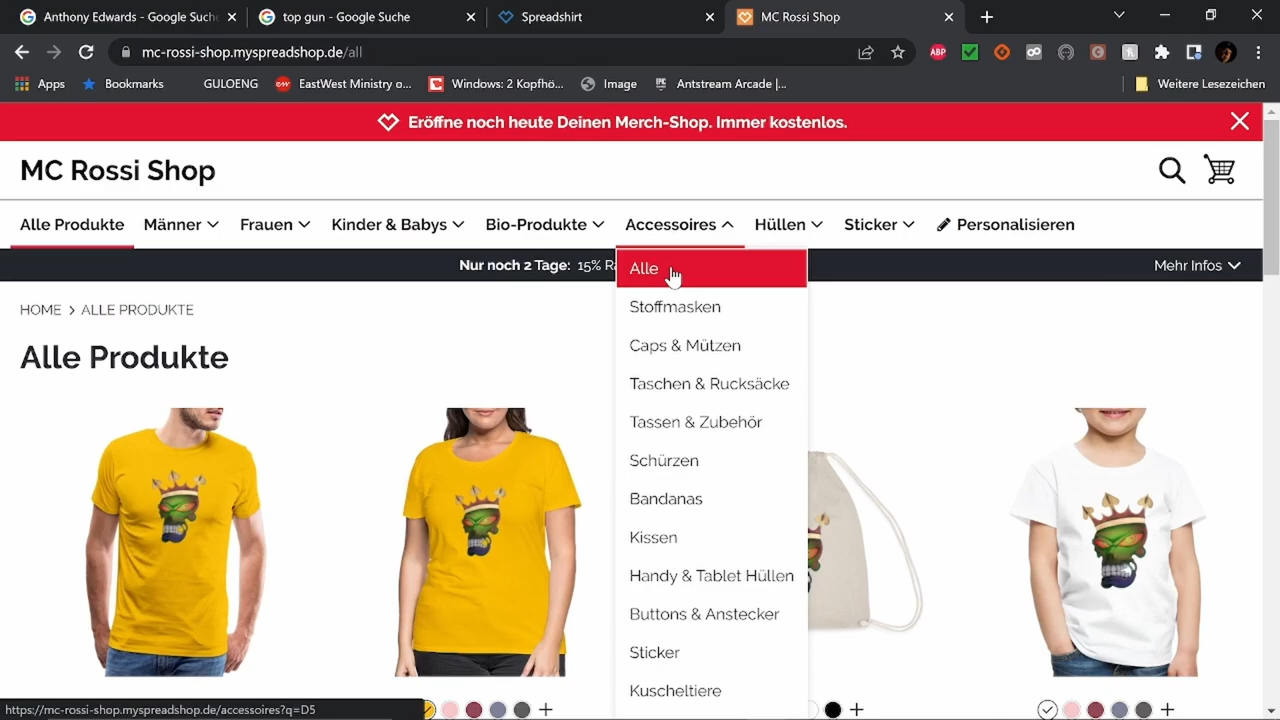 Anthony Edwards - Google Suche
top gun - Google Suche
Spreadshirt
MC Rossi Shop
mc-rossi-shop.myspreadshop.de/all
ABP
Apps
Bookmarks
GULOENG
EastWest Ministry o...
Windows: 2 Kopfhö...
Image
Antstream Arcade |...
Weitere Lesezeichen
Eröffne noch heute Deinen Merch-Shop. Immer kostenlos.
MC Rossi Shop
Alle Produkte
Männer
Frauen
Kinder & Babys
Bio-Produkte
Accessoires
Hüllen
Sticker
Personalisieren
Nur noch 2 Tage: 15% Ra
Mehr Infos
Alle
HOME > ALLE PRODUKTE
Alle Produkte
Stoffmasken
Caps & Mützen
Taschen & Rucksäcke
Tassen & Zubehör
Schürzen
Bandanas
Kissen
Handy & Tablet Hüllen
Buttons & Anstecker
Sticker
Kuscheltiere
https://mc-rossi-shop.myspreadshop.de/accessoires?q=D5